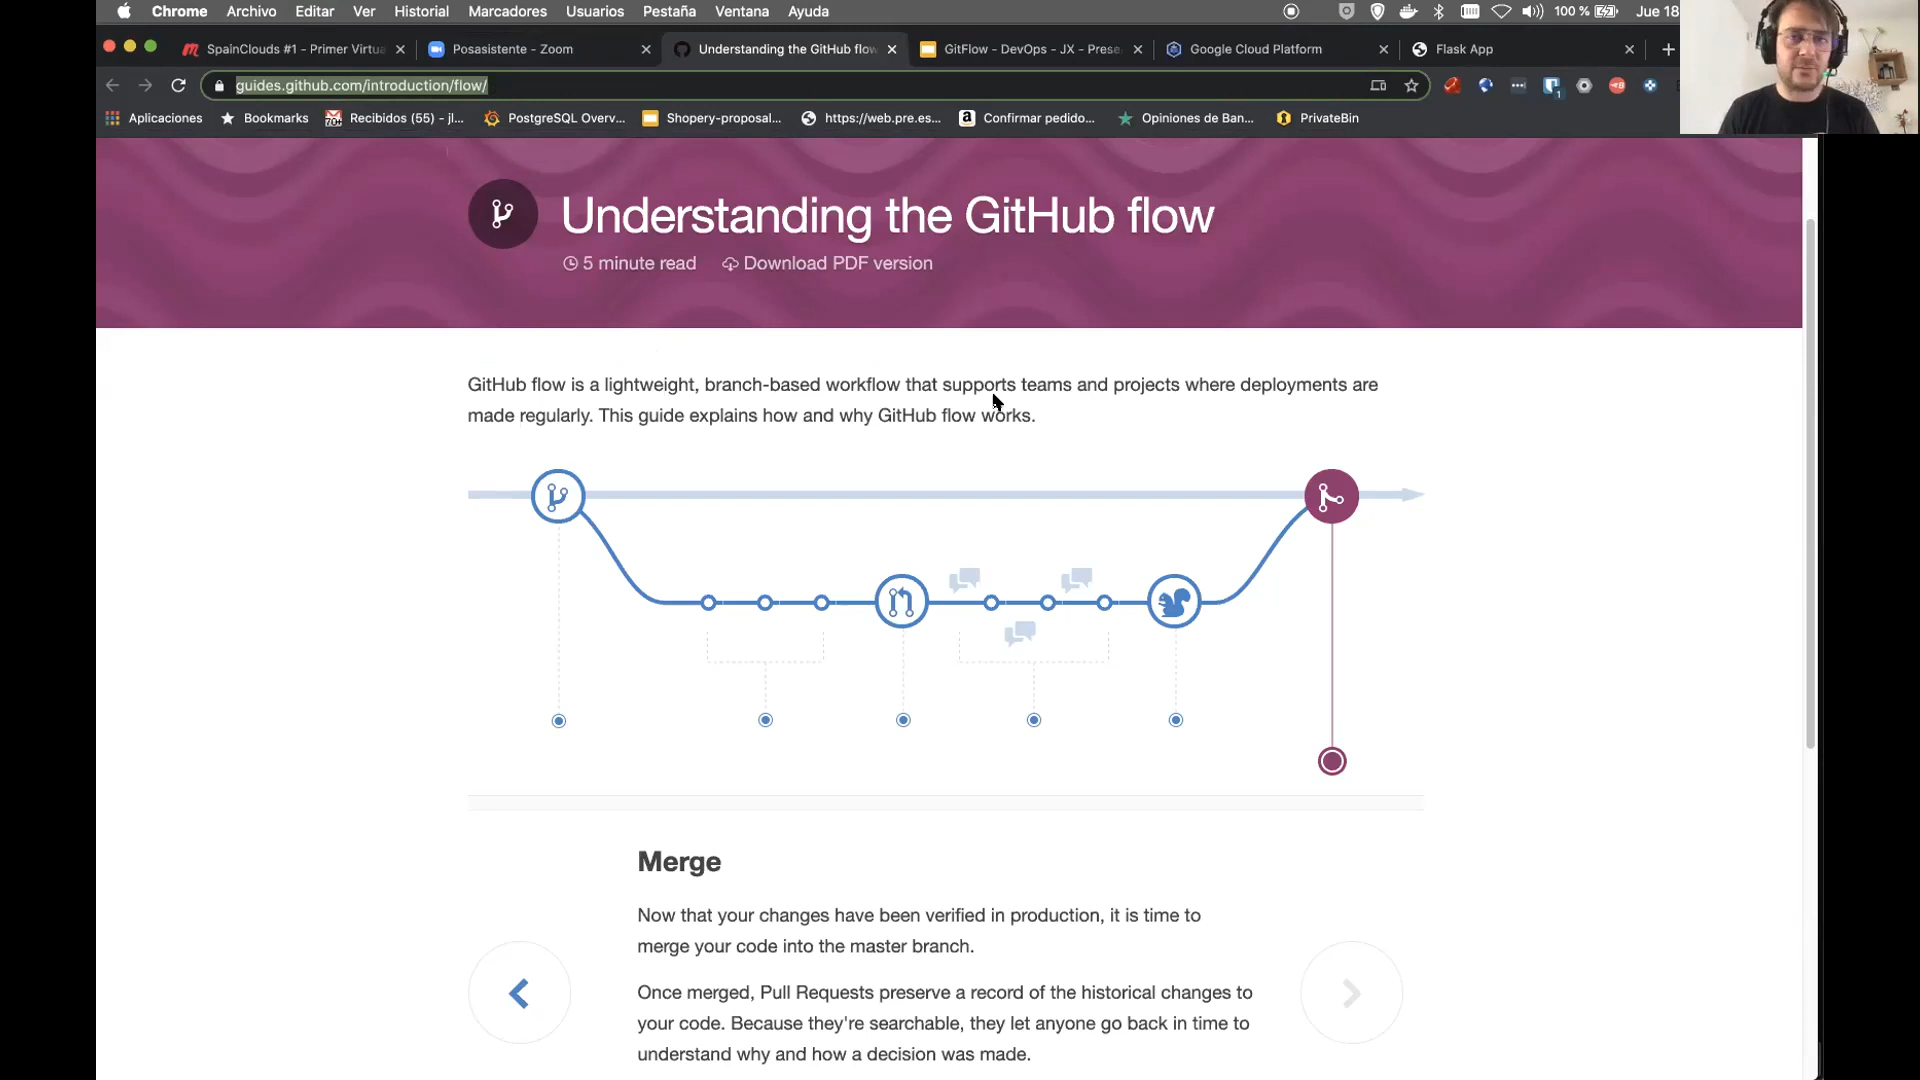 Chrome Archivo Editar Ver Historial Marcadores Usuarios Pestaña Ventana Ayuda 100 % Jue 18
SpainClouds #1 - Primer Virtua Posasistente - Zoom Understanding the GitHub flow GitFlow - DevOps - JX - Prese Google Cloud Platform Flask App
guides.github.com/introduction/flow/
Aplicaciones Bookmarks Recibidos (55) - jl... PostgreSQL Overv... Shopery-proposal... https://web.pre.es... Confirmar pedido... Opiniones de Ban... PrivateBin
Understanding the GitHub flow
5 minute read Download PDF version
GitHub flow is a lightweight, branch-based workflow that supports teams and projects where deployments are
made regularly. This guide explains how and why GitHub flow works.
Merge
Now that your changes have been verified in production, it is time to
merge your code into the master branch.
Once merged, Pull Requests preserve a record of the historical changes to
your code. Because they're searchable, they let anyone go back in time to
understand why and how a decision was made.